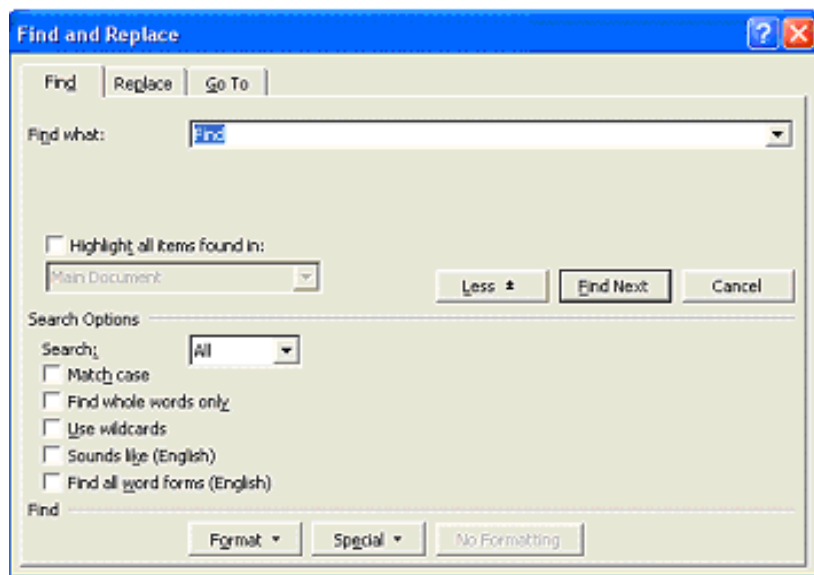 Find and Replace
Find Replace Go To
Find what: Find
Highlight all items found in:
Main Document
Less Find Next Cancel
Search Options
Search: All
Match case
Find whole words only
Use wildcards
Sounds like (English)
Find all word forms (English)
Find
Format Special No Formatting